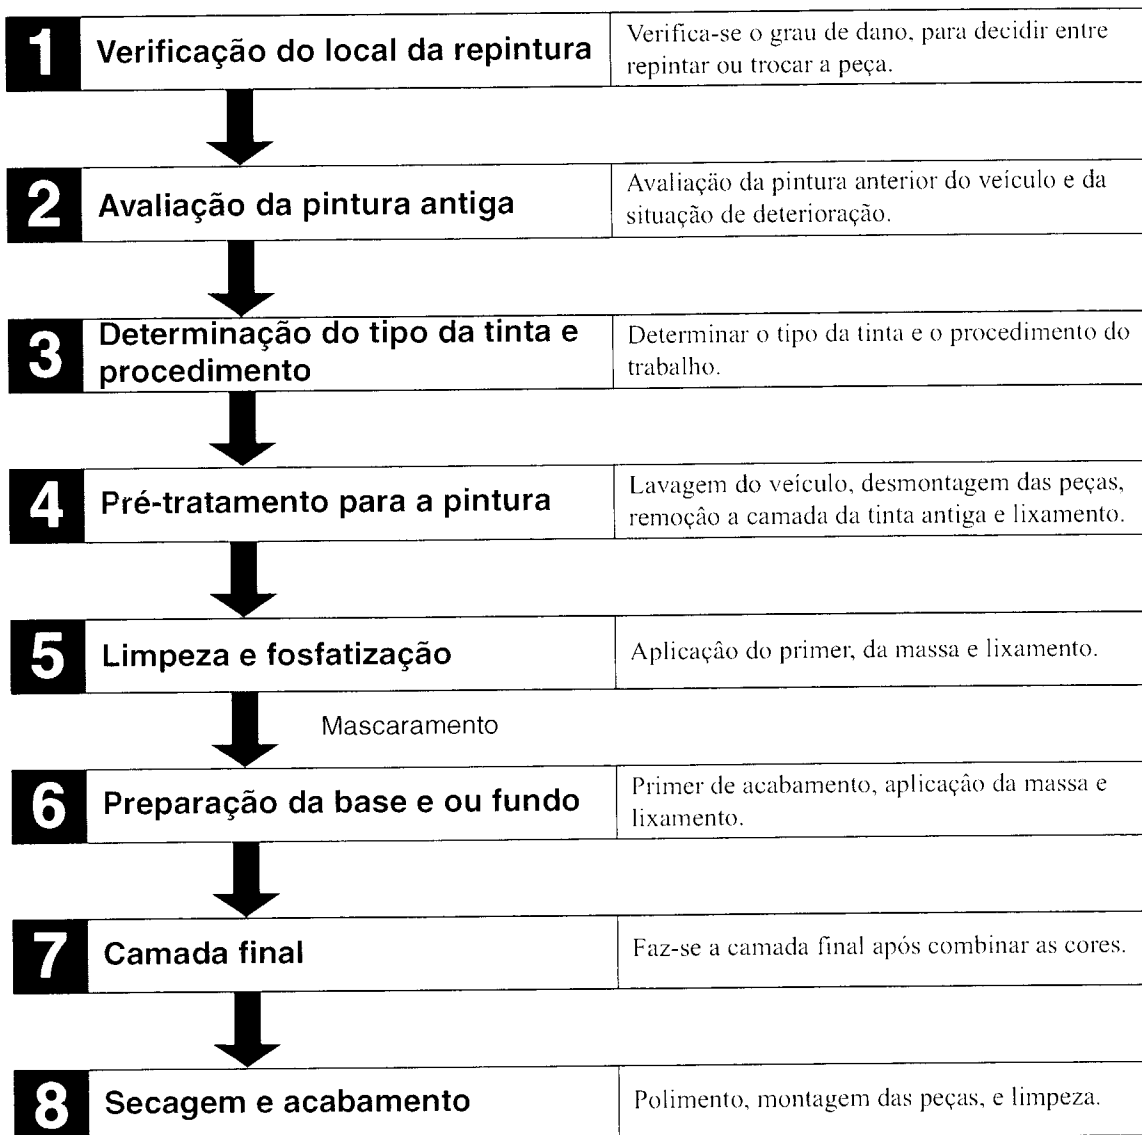 1
Verificação do local da repintura
Verifica-se o grau de dano, para decidir entre
repintar ou trocar a peça.
2
Avaliação da pintura antiga
Avaliação da pintura anterior do veículo e da
situação de deterioração.
3
Determinação do tipo da tinta e
procedimento
Determinar o tipo da tinta e o procedimento do
trabalho.
4
Pré-tratamento para a pintura
Lavagem do veículo, desmontagem das peças,
remoção a camada da tinta antiga e lixamento.
5
Limpeza e fosfatização
Aplicação do primer, da massa e lixamento.
Mascaramento
6
Preparação da base e ou fundo
Primer de acabamento, aplicação da massa e
lixamento.
7
Camada final
Faz-se a camada final após combinar as cores.
8
Secagem e acabamento
Polimento, montagem das peças, e limpeza.